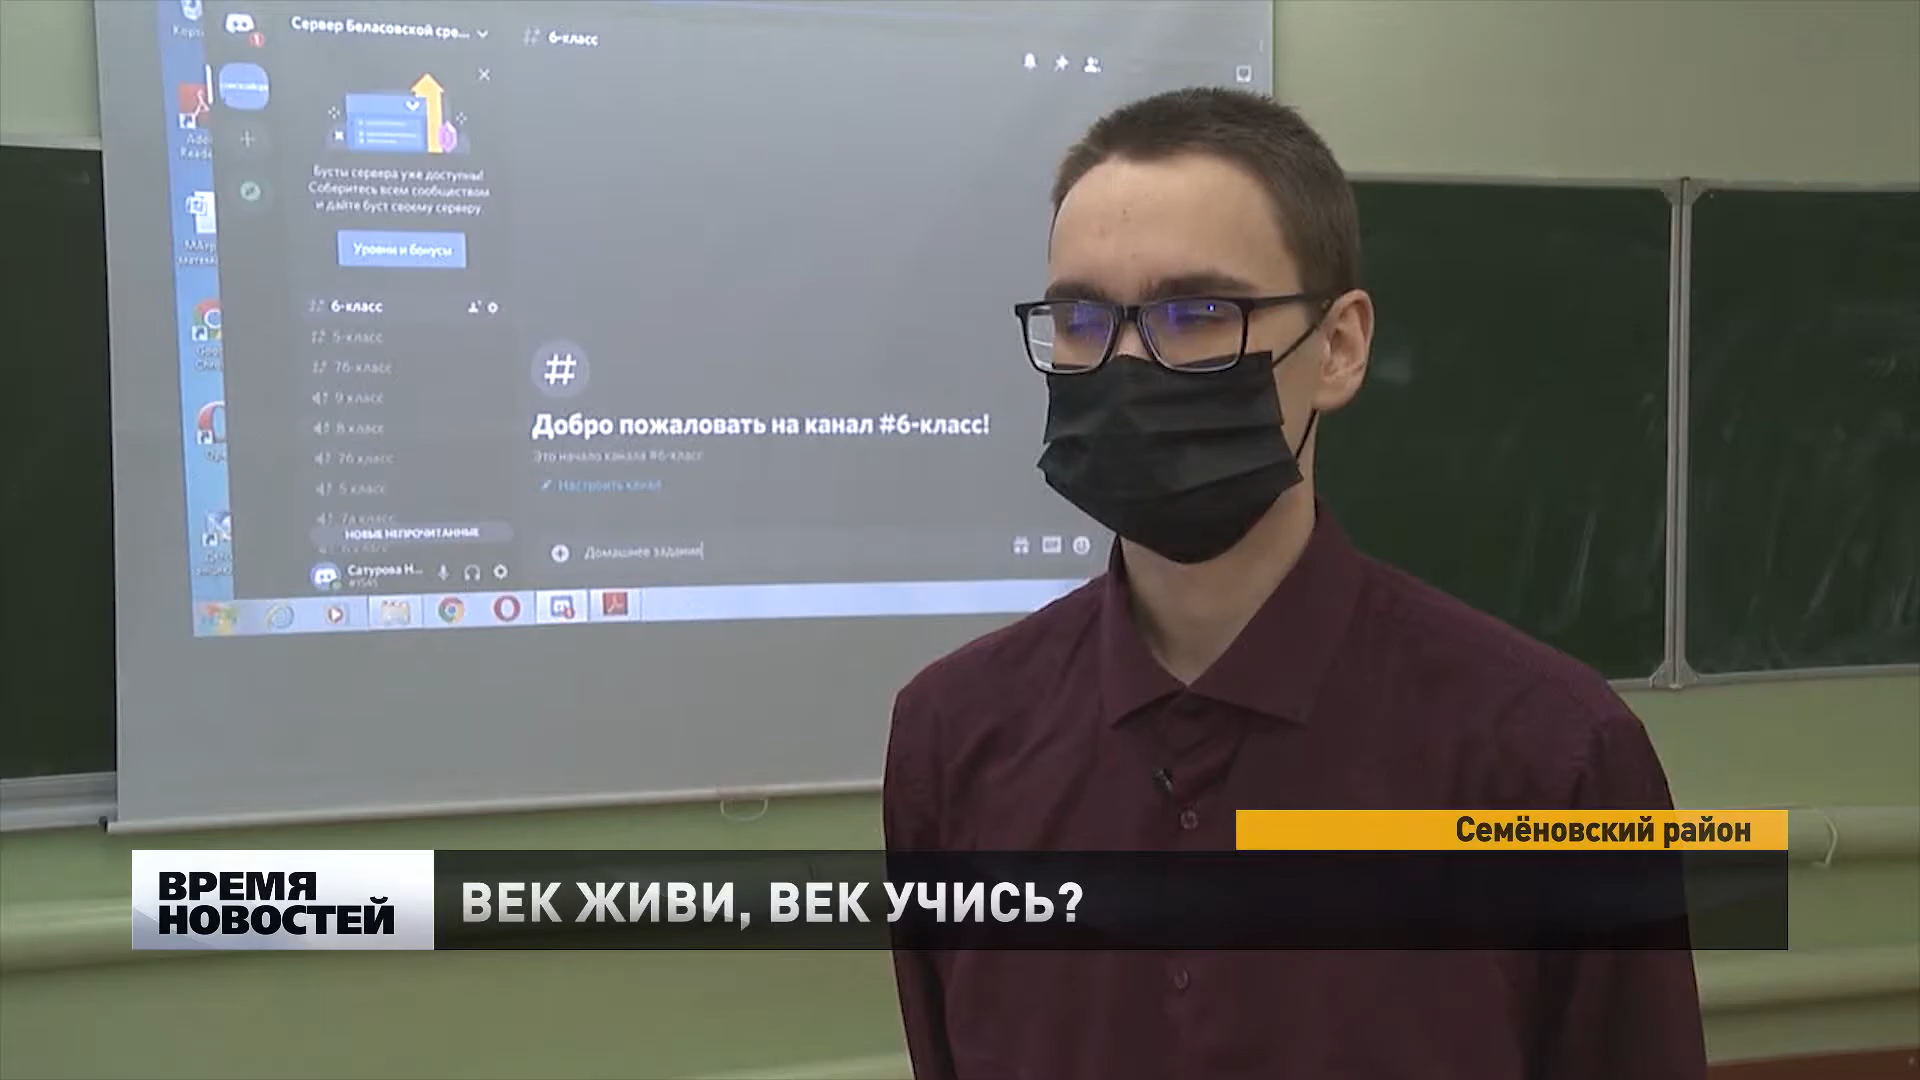 Сервер Беласовской сре...
# 6-класс
Бусты сервера уже доступны!
Соберитесь всем сообществом
и дайте буст своему серверу
Уровни и бонусы
6-класс
5-класс
7б-класс
9 класс
8 класс
7б класс
5 класс
7а класс
НОВЫЕ НЕПРОЧИТАННЫЕ
Сатурова Н...
#1545
#
Добро пожаловать на канал #6-класс!
Это начало канала #6-класс
Настроить канал
Домашнее задание
GIF
Семёновский район
ВРЕМЯ
НОВОСТЕЙ
ВЕК ЖИВИ, ВЕК УЧИСЬ?